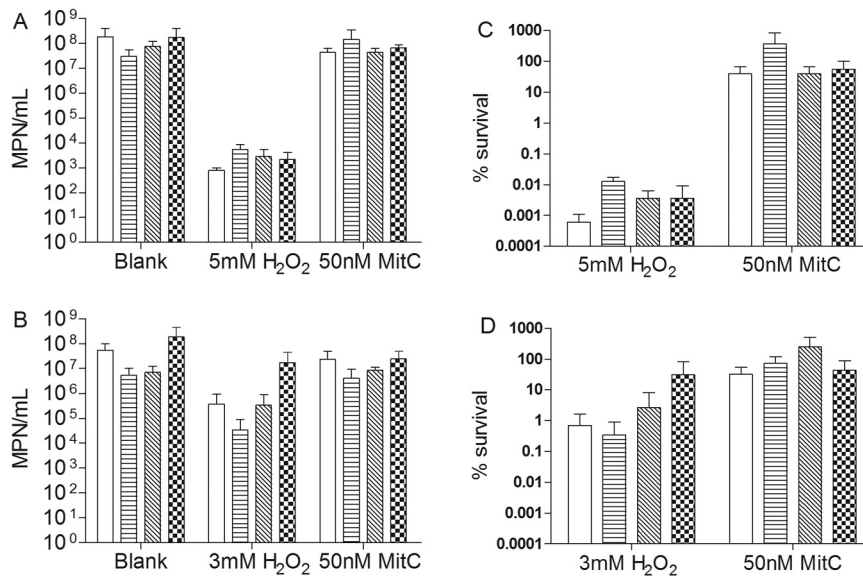 A
MPN/mL
10⁹
10⁸
10⁷
10⁶
10⁵
10⁴
10³
10²
10¹
10⁰
Blank
5mM H₂O₂
50nM MitC
C
% survival
1000
100
10
1
0.1
0.01
0.001
0.0001
5mM H₂O₂
50nM MitC
B
MPN/mL
10⁹
10⁸
10⁷
10⁶
10⁵
10⁴
10³
10²
10¹
10⁰
Blank
3mM H₂O₂
50nM MitC
D
% survival
1000
100
10
1
0.1
0.01
0.001
0.0001
3mM H₂O₂
50nM MitC